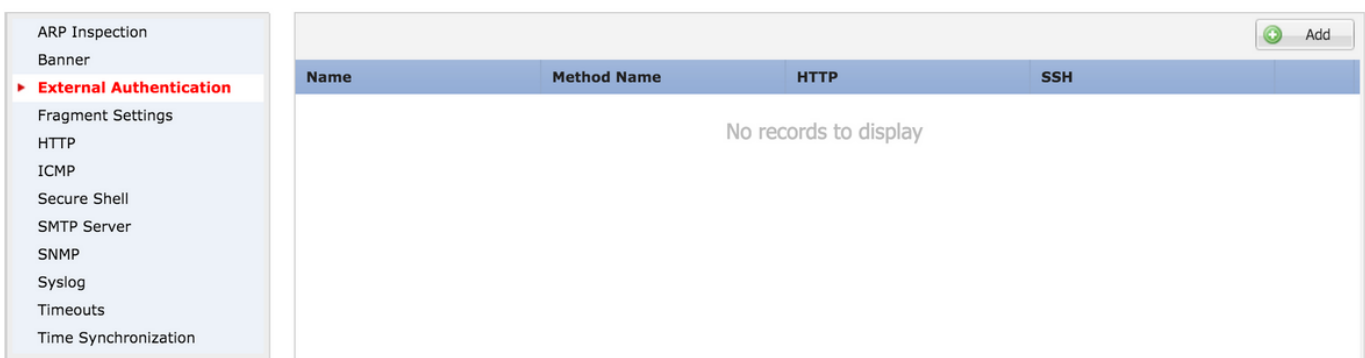 ARP Inspection
Banner
External Authentication
Fragment Settings
HTTP
ICMP
Secure Shell
SMTP Server
SNMP
Syslog
Timeouts
Time Synchronization
Add
Name Method Name HTTP SSH
No records to display